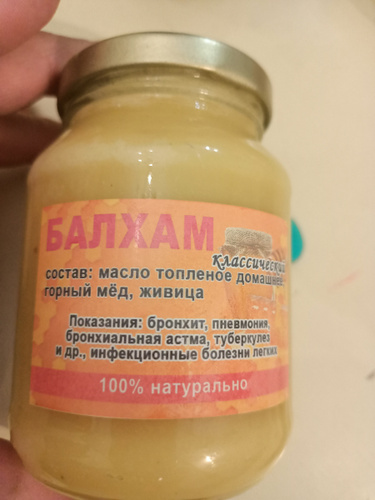 БАЛХАМ
классический
состав: масло топленое домашнее
горный мёд, живица
Показания: бронхит, пневмония,
бронхиальная астма, туберкулез
и др., инфекционные болезни легких
100% натурально